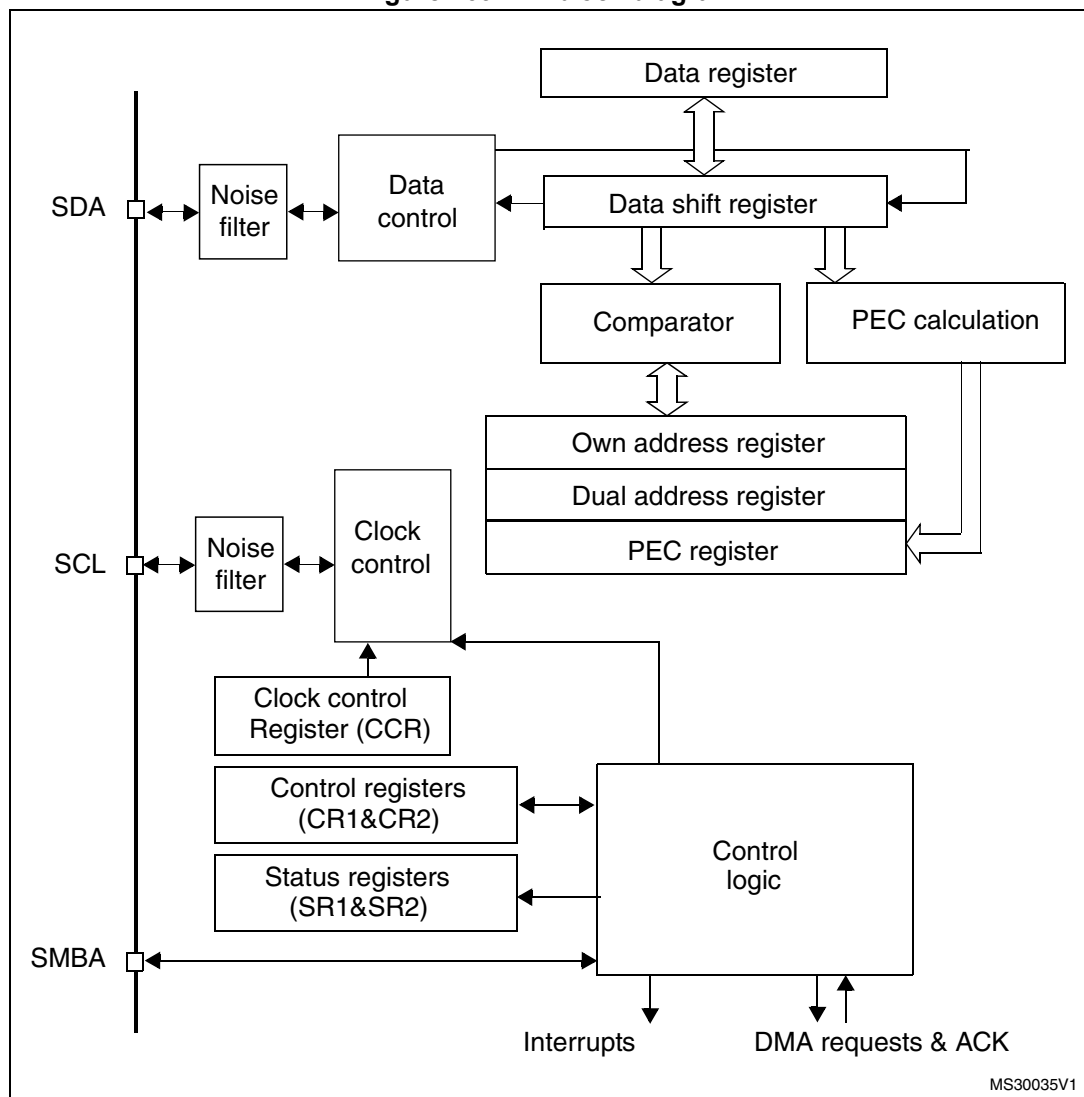 Data register
SDA
Noise
filter
Data
control
Data shift register
Comparator
PEC calculation
Own address register
Dual address register
PEC register
SCL
Noise
filter
Clock
control
Clock control
Register (CCR)
Control registers
(CR1&CR2)
Status registers
(SR1&SR2)
Control
logic
SMBA
Interrupts
DMA requests & ACK
MS30035V1